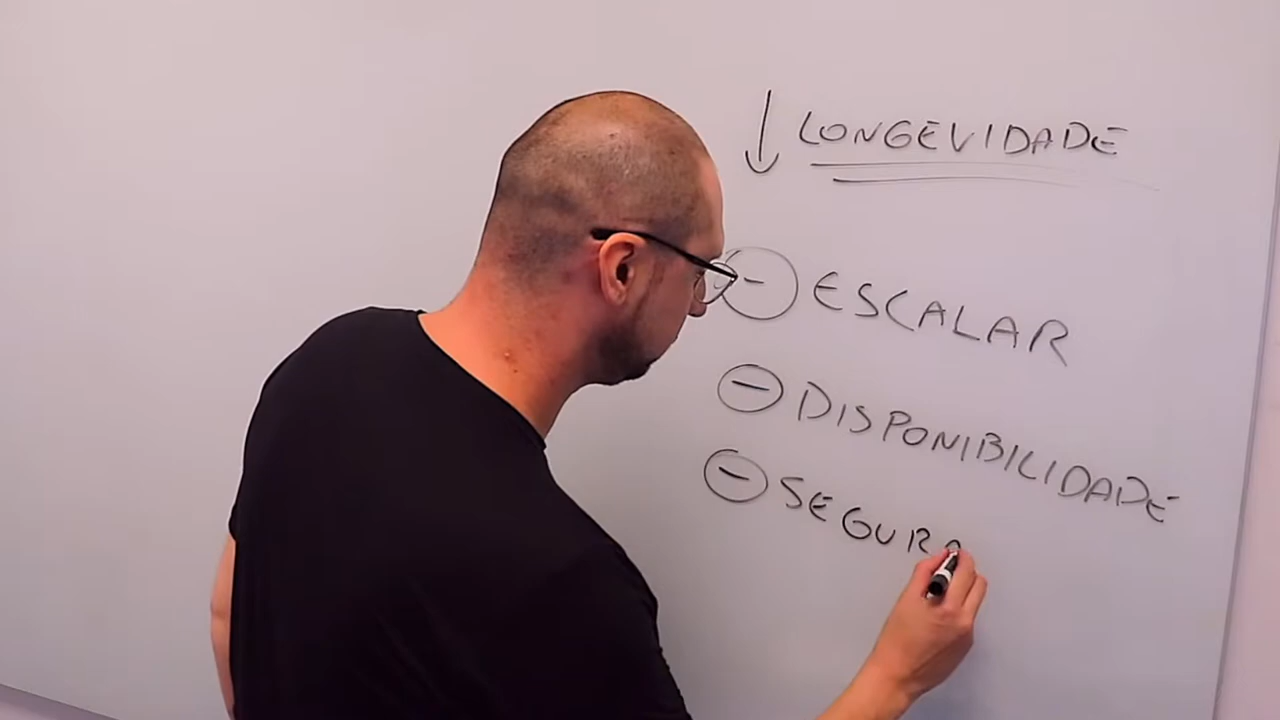 ↓ LONGEVIDADE
- ESCALAR
- DISPONIBILIDADE
- SEGURA